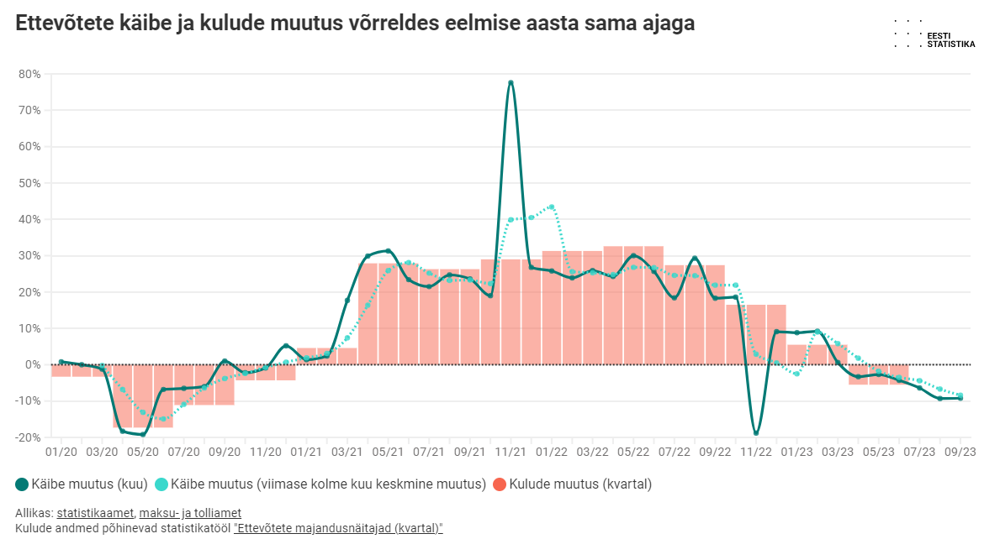 Ettevõtete käibe ja kulude muutus võrreldes eelmise aasta sama ajaga
EESTI
STATISTIKA
80%
70%
60%
50%
40%
30%
20%
10%
0%
-10%
-20%
01/20 03/20 05/20 07/20 09/20 11/20 01/21 03/21 05/21 07/21 09/21 11/21 01/22 03/22 05/22 07/22 09/22 11/22 01/23 03/23 05/23 07/23 09/23
Käibe muutus (kuu) Käibe muutus (viimase kolme kuu keskmine muutus) Kulude muutus (kvartal)
Allikas: statistikaamet, maksu- ja tolliamet
Kulude andmed põhinevad statistikatööl "Ettevõtete majandusnäitajad (kvartal)"